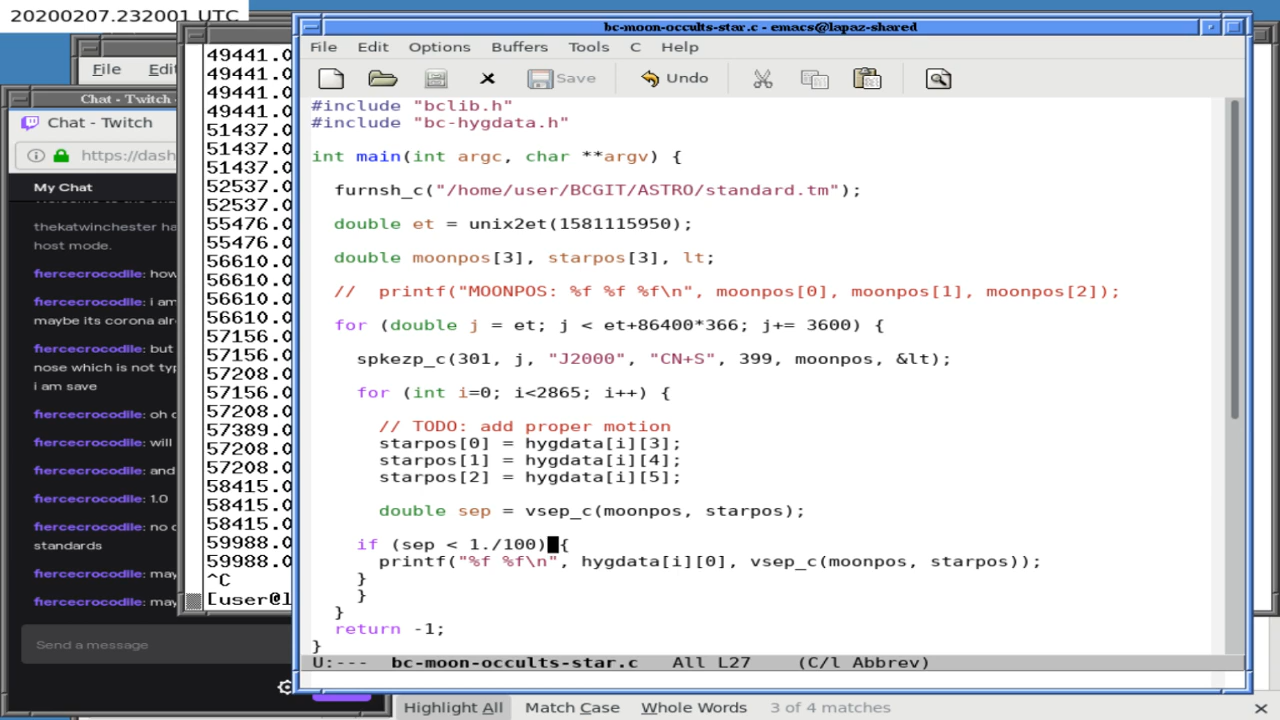 20200207.232001 UTC
bc-moon-occults-star.c - emacs@lapaz-shared
File Edit Options Buffers Tools C Help
Save Undo
#include "bclib.h"
#include "bc-hygdata.h"
int main(int argc, char **argv) {
furnsh_c("/home/user/BCGIT/ASTRO/standard.tm");
double et = unix2et(1581115950);
double moonpos[3], starpos[3], lt;
// printf("MOONPOS: %f %f %f\n", moonpos[0], moonpos[1], moonpos[2]);
for (double j = et; j < et+86400*366; j+= 3600) {
spkezp_c(301, j, "J2000", "CN+S", 399, moonpos, &lt);
for (int i=0; i<2865; i++) {
// TODO: add proper motion
starpos[0] = hygdata[i][3];
starpos[1] = hygdata[i][4];
starpos[2] = hygdata[i][5];
double sep = vsep_c(moonpos, starpos);
if (sep < 1./100) {
printf("%f %f\n", hygdata[i][0], vsep_c(moonpos, starpos));
}
}
}
return -1;
}
U:--- bc-moon-occults-star.c All L27 (C/l Abbrev)
File Edi
49441.0
49441.0
49441.0
49441.0
51437.0
51437.0
51437.0
52537.0
52537.0
55476.0
55476.0
56610.0
56610.0
56610.0
56610.0
57156.0
57156.0
57208.0
57156.0
57208.0
57389.0
57208.0
57208.0
58415.0
58415.0
58415.0
59988.0
59988.0
^C
[user@l
Chat - Twitch -
Chat - Twitch
https://dash
My Chat
thekatwinchester ha
host mode.
fiercecrocodile: how
fiercecrocodile: i am
maybe its corona alr
fiercecrocodile: but
nose which is not typ
i am save
fiercecrocodile: oh
fiercecrocodile: will
fiercecrocodile: and
fiercecrocodile: 1.0
fiercecrocodile: no
standards
fiercecrocodile: may
fiercecrocodile: may
Send a message
Highlight All Match Case Whole Words 3 of 4 matches